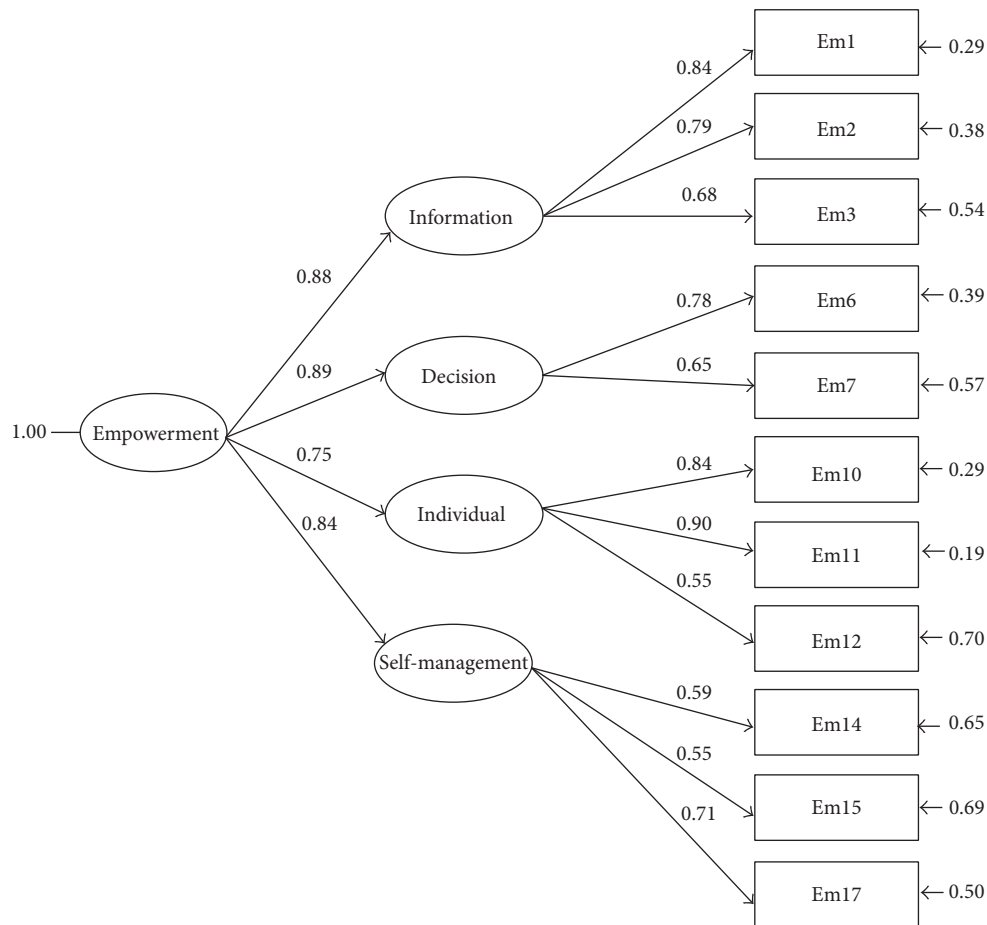 Em1
0.29
0.84
Em2
0.38
0.79
Em3
0.54
0.68
Information
0.88
Em6
0.39
0.78
Em7
0.57
0.65
Decision
0.89
1.00
Empowerment
0.75
0.84
Em10
0.29
0.84
Individual
0.90
Em11
0.19
0.55
Em12
0.70
Self-management
0.59
Em14
0.65
0.55
Em15
0.69
0.71
Em17
0.50